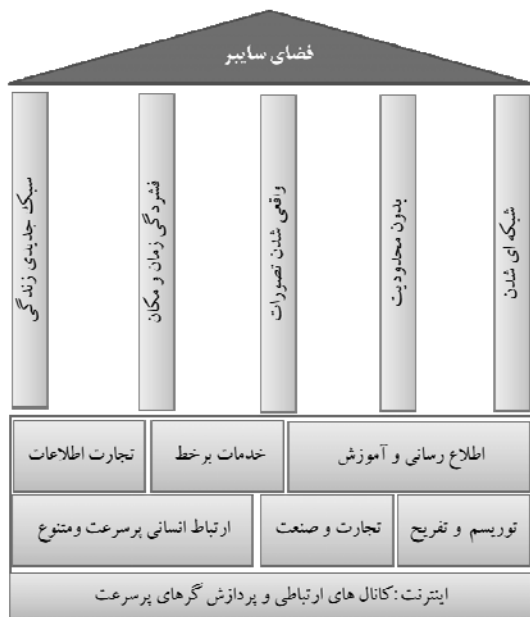 فضای سایبر
شبکه ای شدن
بدون محدودیت
واقعی شدن تصورات
فشردگی زمان و مکان
سبک جدیدی زندگی
اطلاع رسانی و آموزش
خدمات برخط
تجارت اطلاعات
توریسم و تفریح
تجارت و صنعت
ارتباط انسانی پرسرعت ومتنوع
اینترنت:کانال های ارتباطی و پردازش گرهای پرسرعت